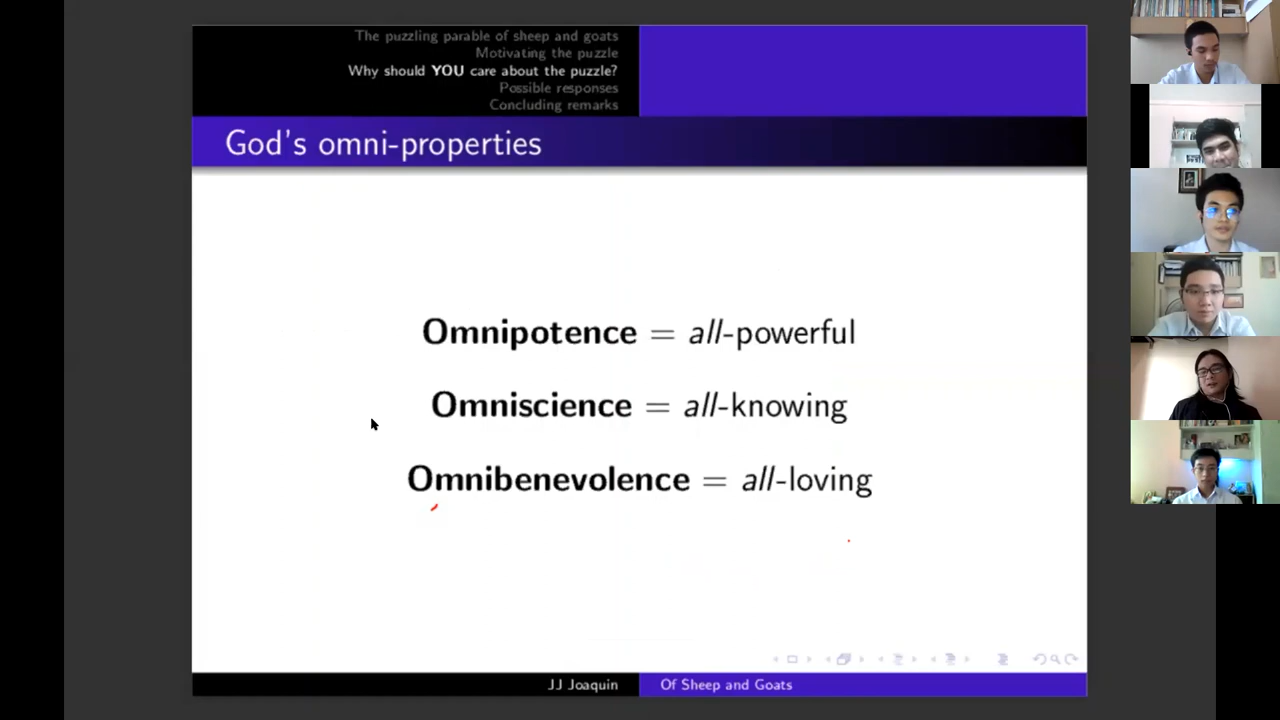 The puzzling parable of sheep and goats
Motivating the puzzle
Why should YOU care about the puzzle?
Possible responses
Concluding remarks
God's omni-properties
Omnipotence = all-powerful
Omniscience = all-knowing
Omnibenevolence = all-loving
JJ Joaquin
Of Sheep and Goats